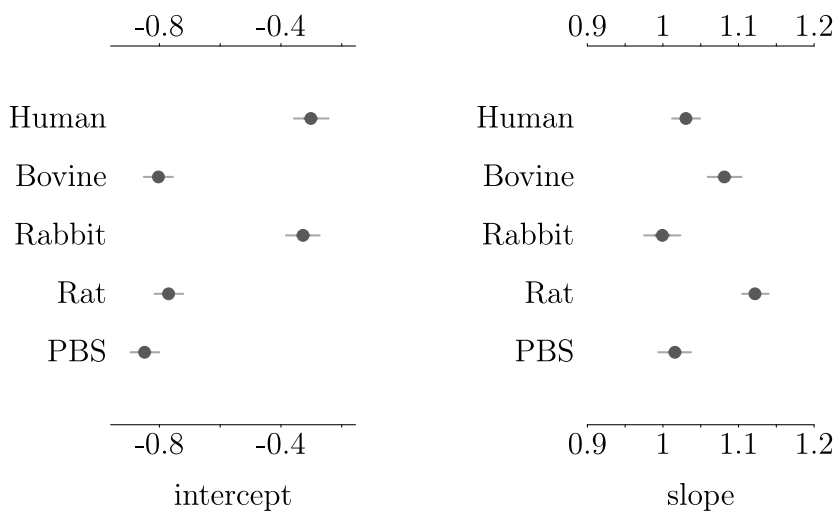 -0.8 -0.4 0.9 1 1.1 1.2
Human Human
Bovine Bovine
Rabbit Rabbit
Rat Rat
PBS PBS
-0.8 -0.4 0.9 1 1.1 1.2
intercept slope